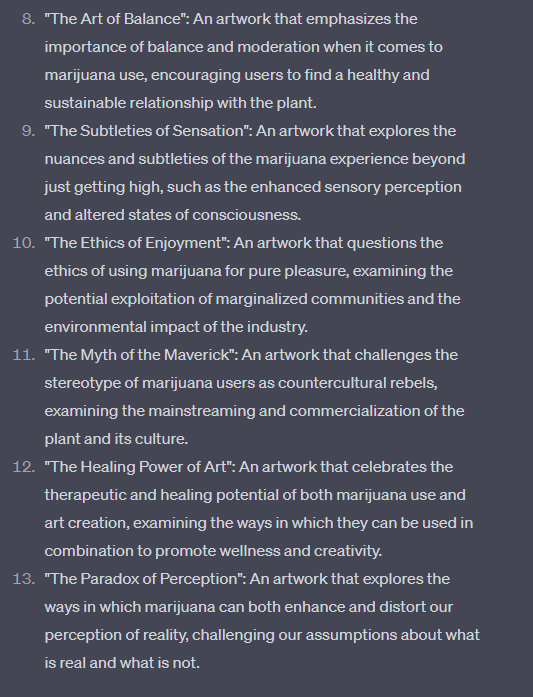 8. "The Art of Balance": An artwork that emphasizes the
importance of balance and moderation when it comes to
marijuana use, encouraging users to find a healthy and
sustainable relationship with the plant.
9. "The Subtleties of Sensation": An artwork that explores the
nuances and subtleties of the marijuana experience beyond
just getting high, such as the enhanced sensory perception
and altered states of consciousness.
10. "The Ethics of Enjoyment": An artwork that questions the
ethics of using marijuana for pure pleasure, examining the
potential exploitation of marginalized communities and the
environmental impact of the industry.
11. "The Myth of the Maverick": An artwork that challenges the
stereotype of marijuana users as countercultural rebels,
examining the mainstreaming and commercialization of the
plant and its culture.
12. "The Healing Power of Art": An artwork that celebrates the
therapeutic and healing potential of both marijuana use and
art creation, examining the ways in which they can be used in
combination to promote wellness and creativity.
13. "The Paradox of Perception": An artwork that explores the
ways in which marijuana can both enhance and distort our
perception of reality, challenging our assumptions about what
is real and what is not.